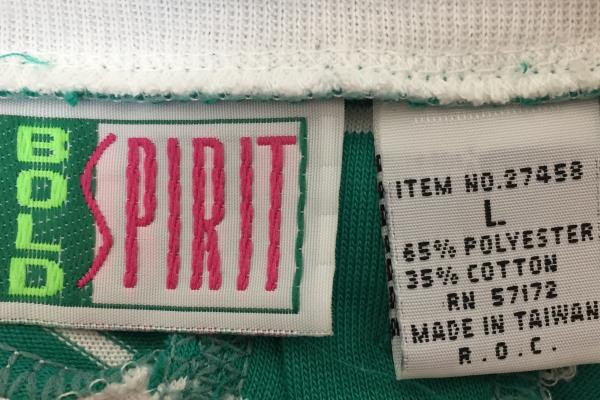 BOLD
SPIRIT
ITEM NO.27458
L
65% POLYESTER
35% COTTON
RN 57172
MADE IN TAIWAN
R.O.C.